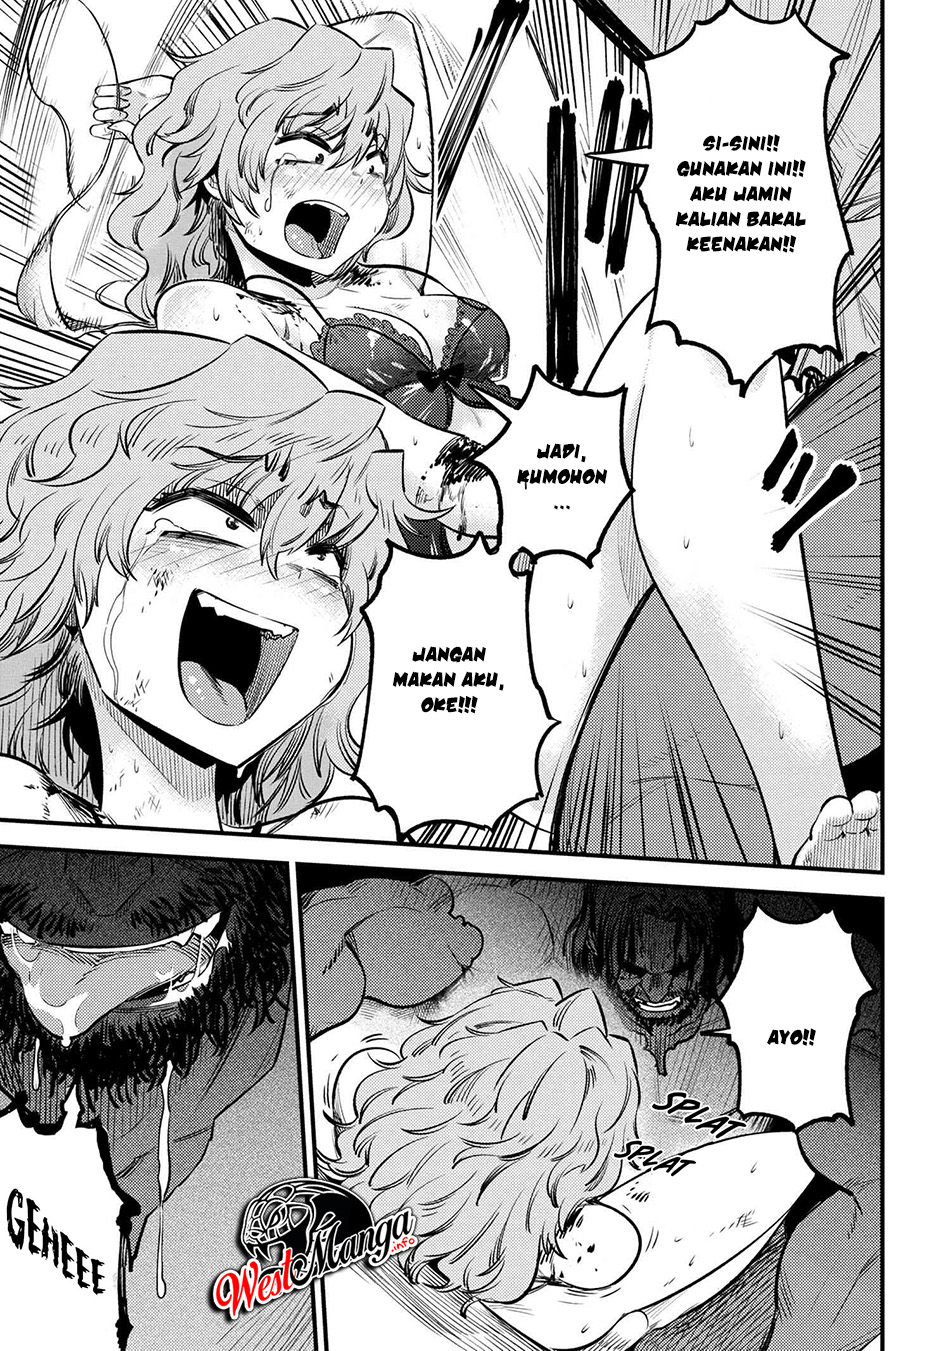 SI-SINI!!
GUNAKAN INI!!
AKU JAMIN
KALIAN BAKAL
KEENAKAN!!
JADI,
KUMOHON
...
JANGAN
MAKAN AKU,
OKE!!!
AYO!!
SPLAT
SPLAT
GEHEEE
WestManga
.info